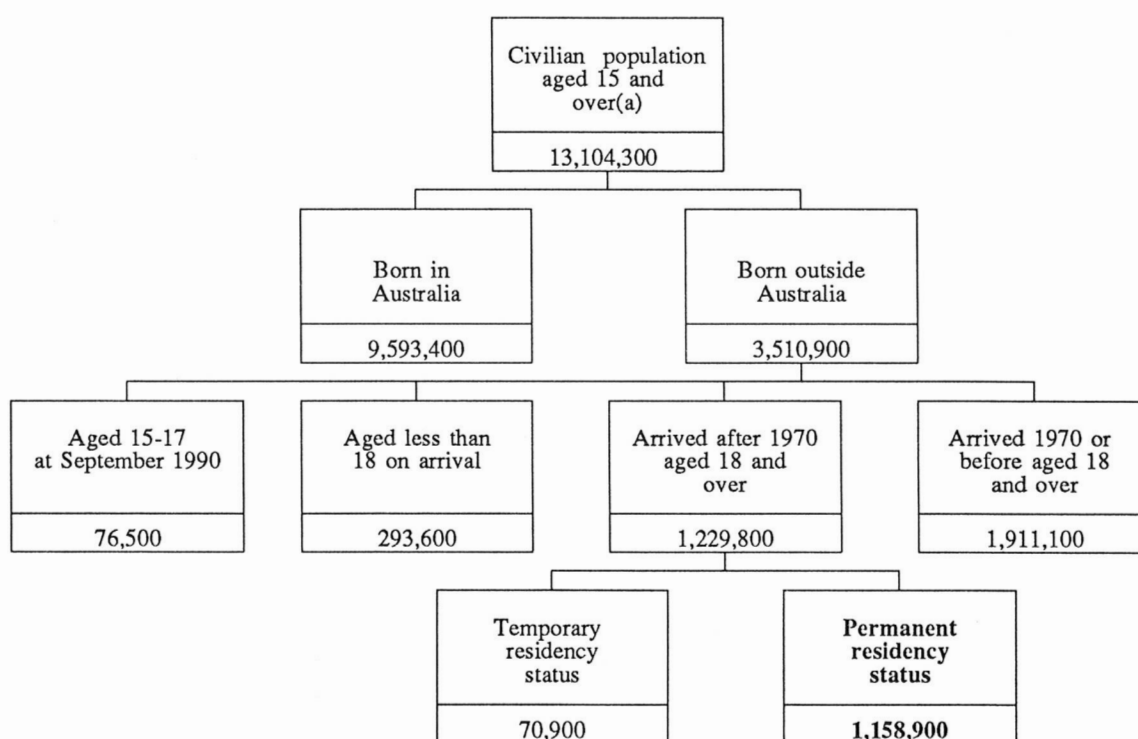 Civilian population
aged 15 and
over(a)
13,104,300
Born in
Australia
9,593,400
Born outside
Australia
3,510,900
Aged 15-17
at September 1990
76,500
Aged less than
18 on arrival
293,600
Arrived after 1970
aged 18 and
over
1,229,800
Arrived 1970 or
before aged 18
and over
1,911,100
Temporary
residency
status
70,900
Permanent
residency
status
1,158,900